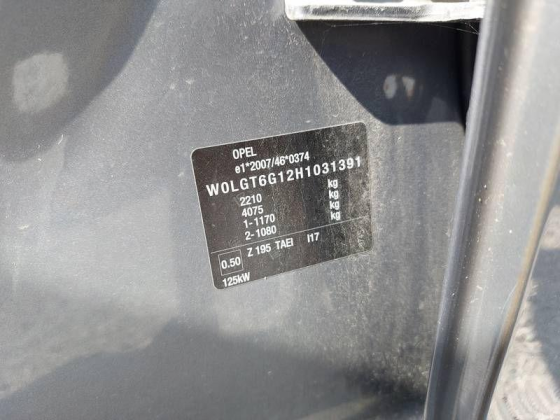 OPEL
e1*2007/46*0374
W0LGT6G12H1031391
2210 kg
4075 kg
1-1170 kg
2-1080 kg
0.50 Z 195 TAEI I17
125kW